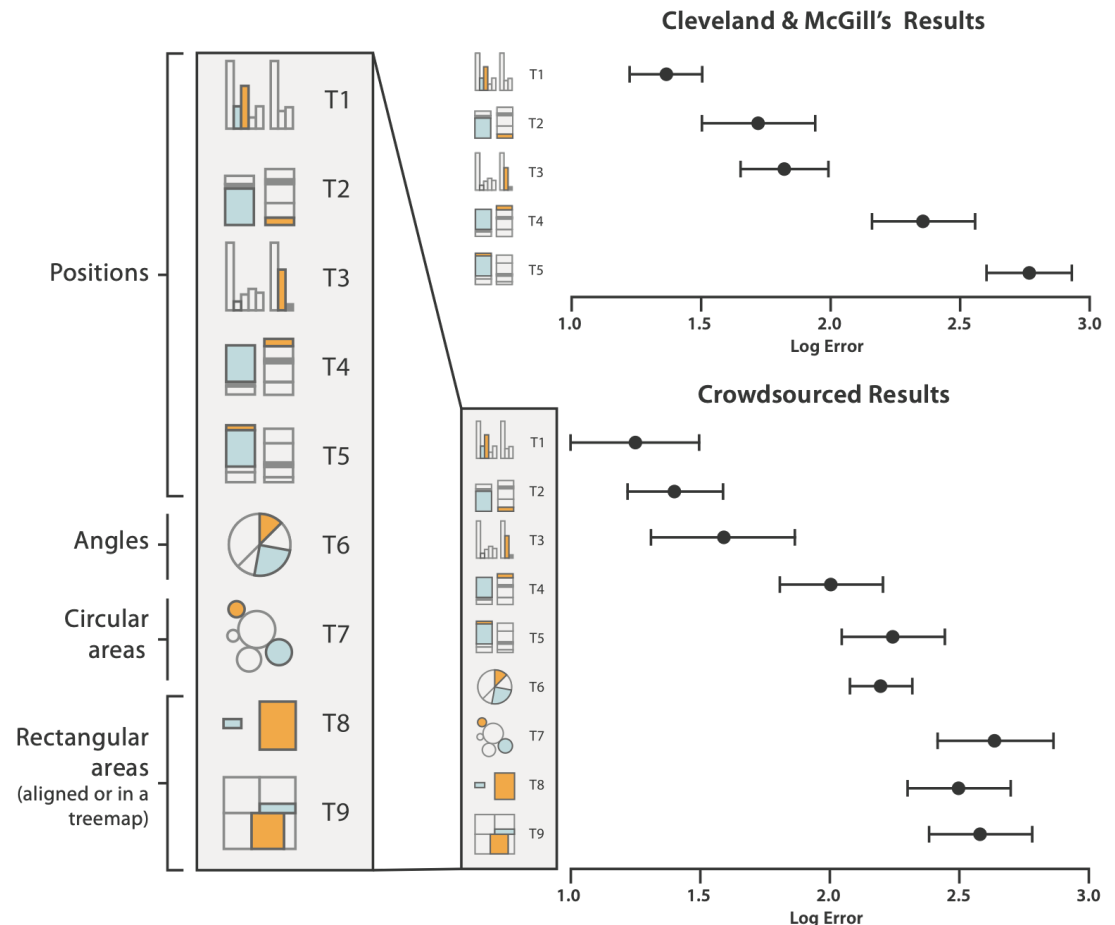 Positions
Angles
Circular
areas
Rectangular
areas
(aligned or in a
treemap)
T1
T2
T3
T4
T5
T6
T7
T8
T9
Cleveland & McGill's Results
T1
T2
T3
T4
T5
1.0 1.5 2.0 2.5 3.0
Log Error
Crowdsourced Results
T1
T2
T3
T4
T5
T6
T7
T8
T9
1.0 1.5 2.0 2.5 3.0
Log Error